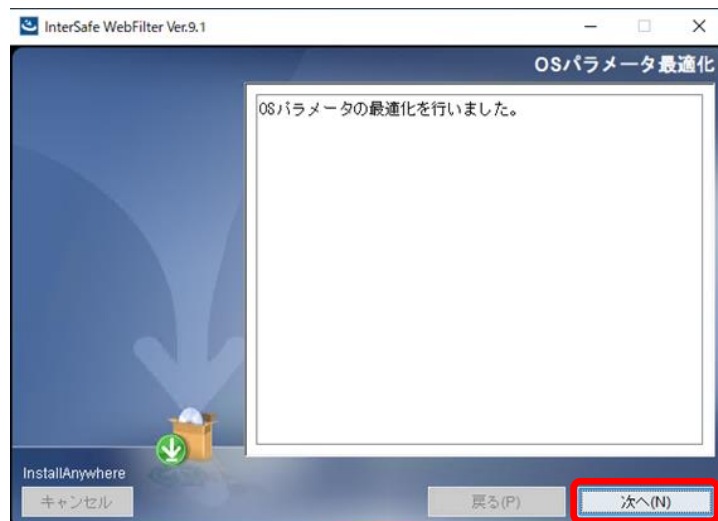 InterSafe WebFilter Ver.9.1
OSパラメータ最適化
OSパラメータの最適化を行いました。
InstallAnywhere
キャンセル
戻る(P)
次へ(N)